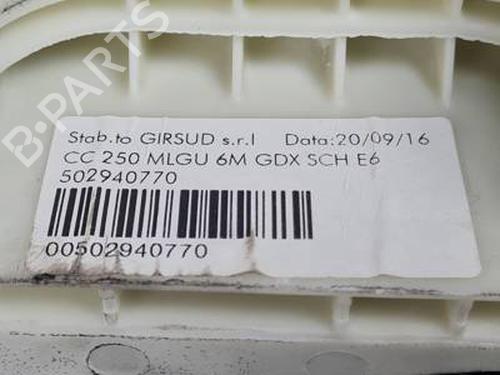 B-PARTS
Stab.to GIRSUD s.r.l Data:20/09/16
CC 250 MLGU 6M GDX SCH E6
502940770
00502940770